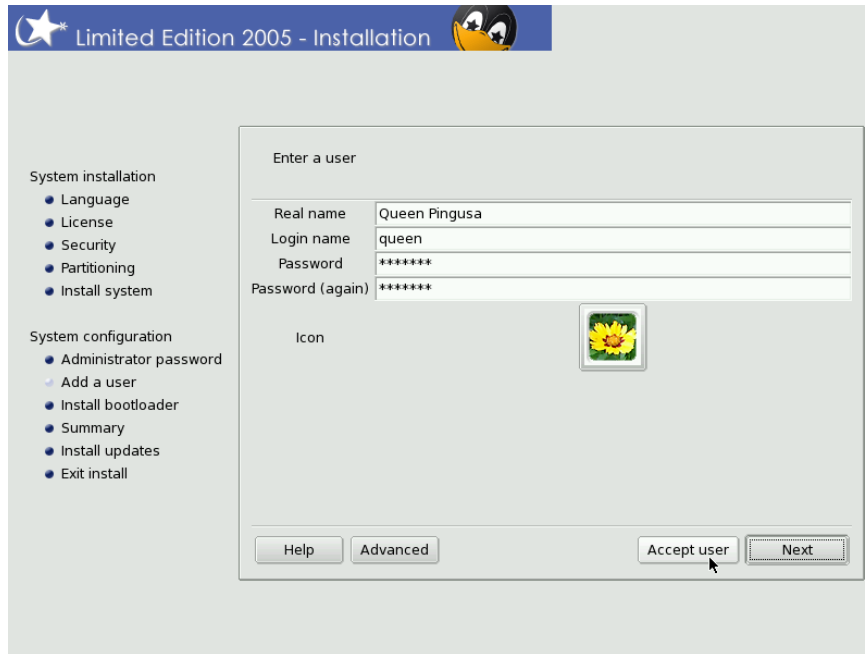 Limited Edition 2005 - Installation
Enter a user
System installation
Language
License
Security
Partitioning
Install system
System configuration
Administrator password
Add a user
Install bootloader
Summary
Install updates
Exit install
Real name Queen Pingusa
Login name queen
Password *******
Password (again) *******
Icon
Help Advanced Accept user Next